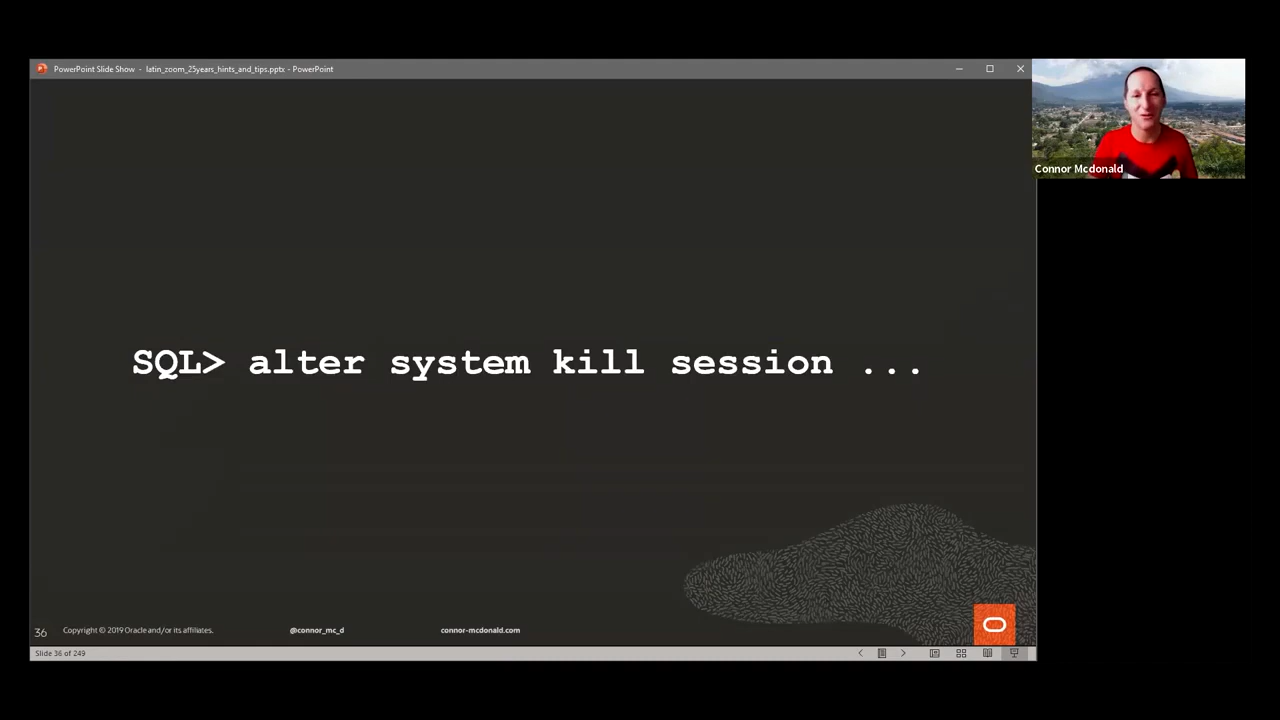 PowerPoint Slide Show - latin_zoom_25years_hints_and_tips.pptx - PowerPoint
Connor Mcdonald
SQL> alter system kill session ...
36 Copyright © 2019 Oracle and/or its affiliates. @connor_mc_d connor-mcdonald.com
Slide 36 of 249